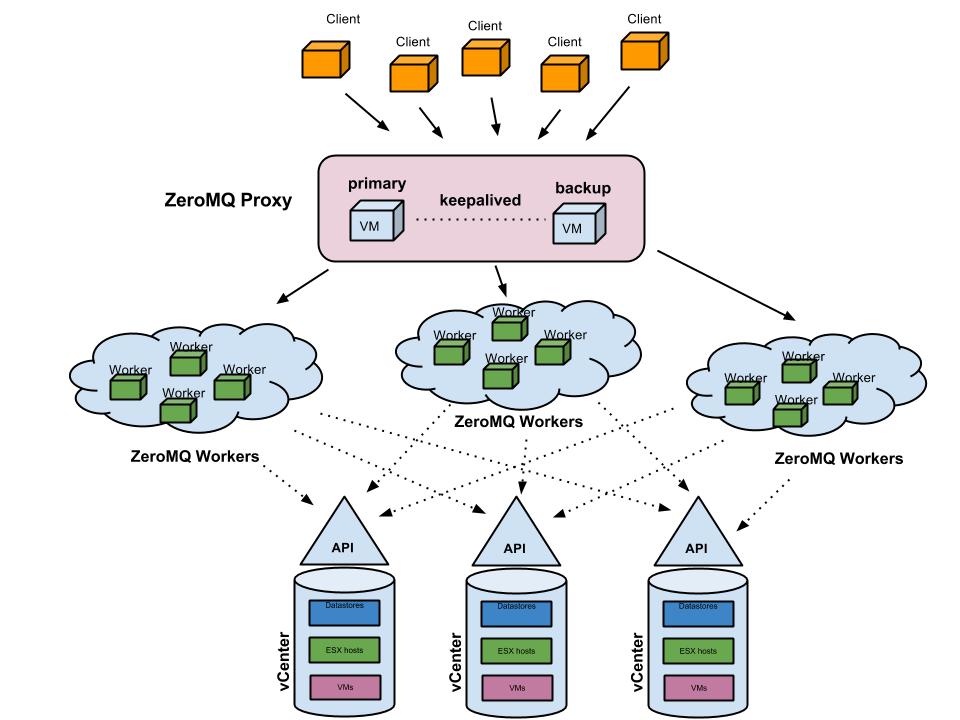 Client
Client
Client
Client
Client
ZeroMQ Proxy
primary
keepalived
backup
VM
VM
Worker
Worker
Worker
Worker
ZeroMQ Workers
Worker
Worker
Worker
Worker
ZeroMQ Workers
Worker
Worker
Worker
Worker
ZeroMQ Workers
API
API
API
vCenter
Datastores
ESX hosts
VMs
vCenter
Datastores
ESX hosts
VMs
vCenter
Datastores
ESX hosts
VMs